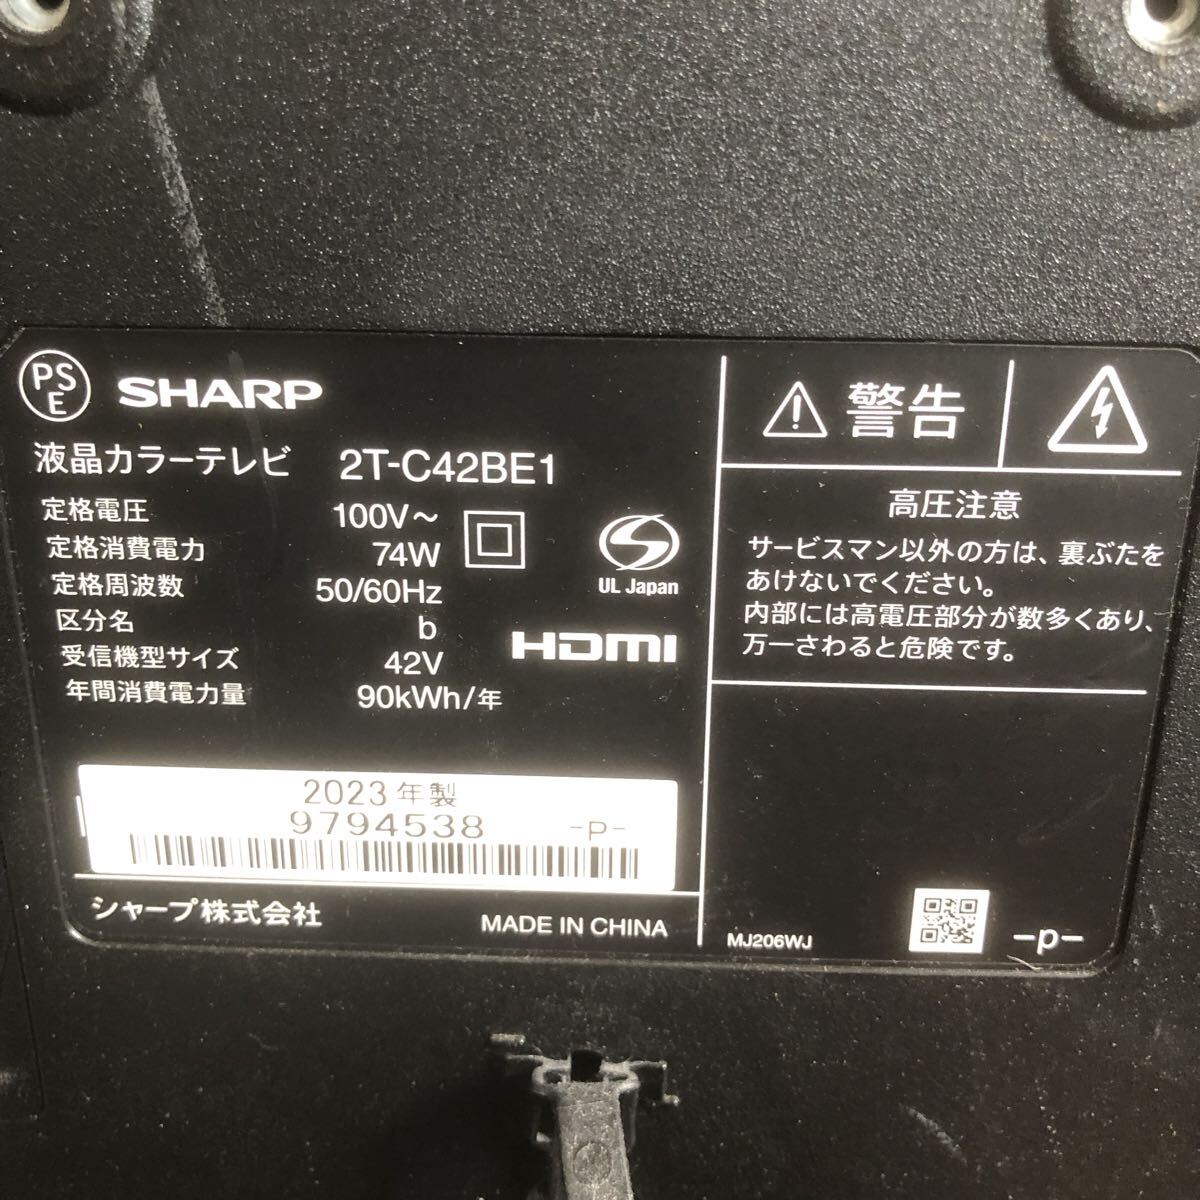 PSE SHARP
液晶カラーテレビ 2T-C42BE1
定格電圧 100V～
定格消費電力 74W
定格周波数 50/60Hz
区分名 b
受信機型サイズ 42V
年間消費電力量 90kWh/年
UL Japan
HDMI
2023年製
9794538 -P-
シャープ株式会社 MADE IN CHINA
警告
高圧注意
サービスマン以外の方は、裏ぶたを
あけないでください。
内部には高電圧部分が数多くあり、
万一さわると危険です。
MJ206WJ -p-